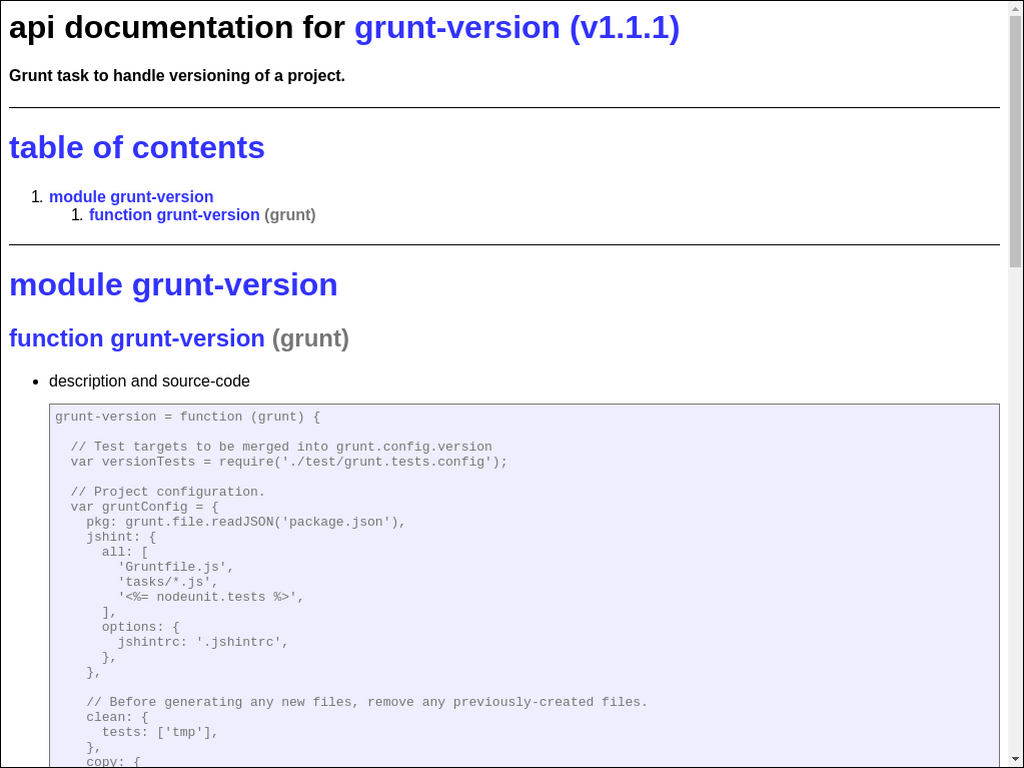 api documentation for grunt-version (v1.1.1)
Grunt task to handle versioning of a project.
table of contents
1. module grunt-version
1. function grunt-version (grunt)
module grunt-version
function grunt-version (grunt)
• description and source-code
grunt-version = function (grunt) {
  // Test targets to be merged into grunt.config.version
  var versionTests = require('./test/grunt.tests.config');
  // Project configuration.
  var gruntConfig = {
    pkg: grunt.file.readJSON('package.json'),
    jshint: {
      all: [
        'Gruntfile.js',
        'tasks/*.js',
        '<%= nodeunit.tests %>',
      ],
      options: {
        jshintrc: '.jshintrc',
      },
    },
    // Before generating any new files, remove any previously-created files.
    clean: {
      tests: ['tmp'],
    },
    copy: {